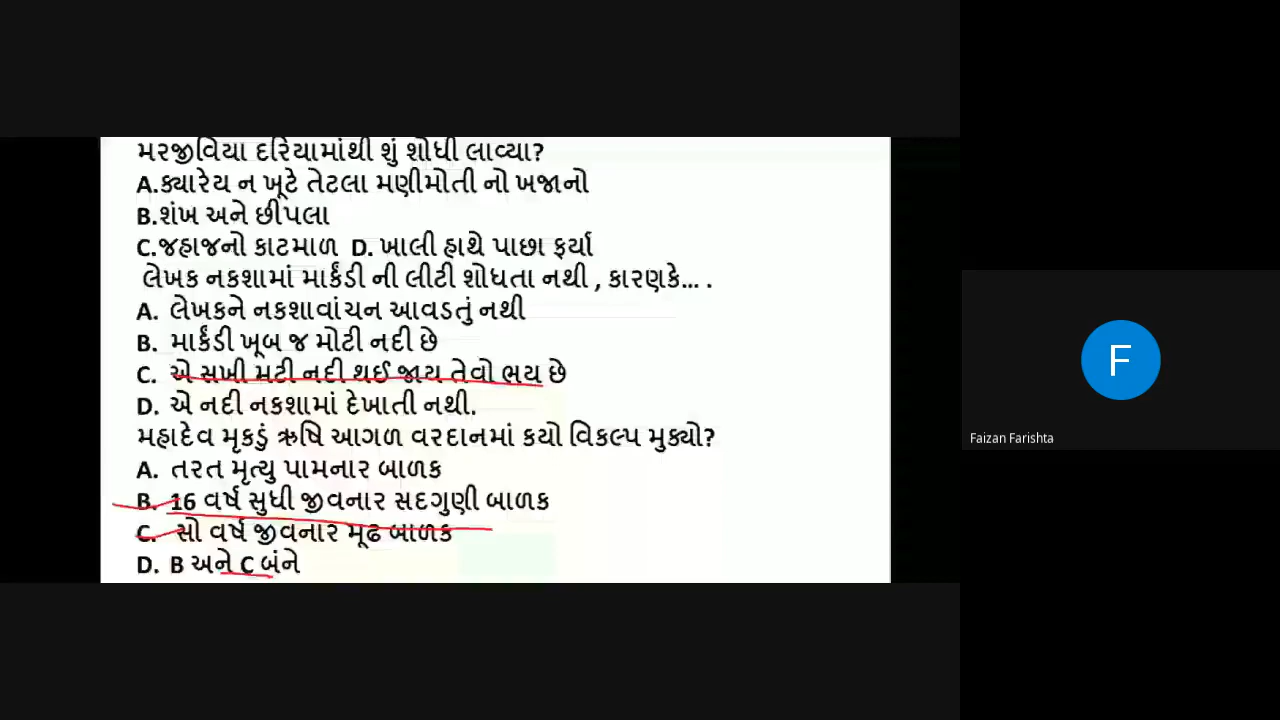 મરજીવિયા દરિયામાંથી શું શોધી લાવ્યા?
A.ક્યારેય ન ખૂટે તેટલા મણીમોતી નો ખજાનો
B.શંખ અને છીપલા
C.જહાજનો કાટમાળ D. ખાલી હાથે પાછા ફર્યા
લેખક નકશામાં માર્કંડી ની લીટી શોધતા નથી , કારણકે... .
A. લેખકને નકશાવાંચન આવડતું નથી
B. માર્કંડી ખૂબ જ મોટી નદી છે
C. એ સખી મટી નદી થઈ જાય તેવો ભય છે
D. એ નદી નકશામાં દેખાતી નથી.
મહાદેવ મૃકડું ઋષિ આગળ વરદાનમાં કયો વિકલ્પ મુક્યો?
A. તરત મૃત્યુ પામનાર બાળક
B. 16 વર્ષ સુધી જીવનાર સદગુણી બાળક
C. સો વર્ષ જીવનાર મૂઢ બાળક
D. B અને C બંને
F
Faizan Farishta